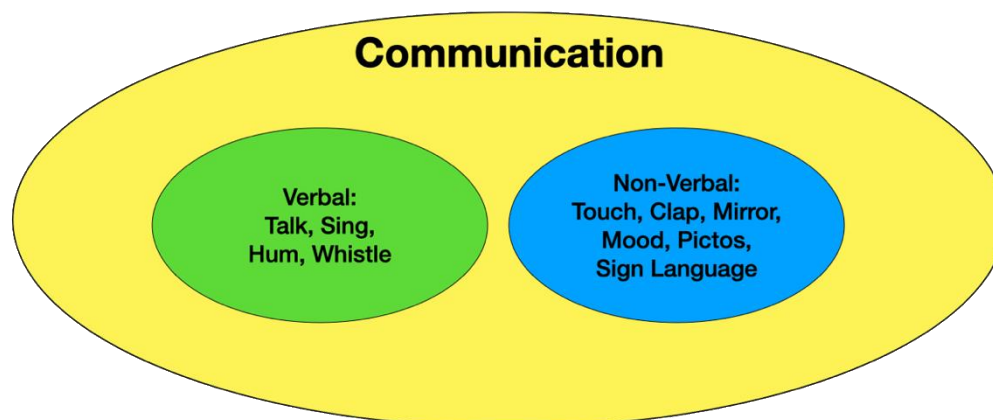 Communication
Verbal:
Talk, Sing,
Hum, Whistle
Non-Verbal:
Touch, Clap, Mirror,
Mood, Pictos,
Sign Language